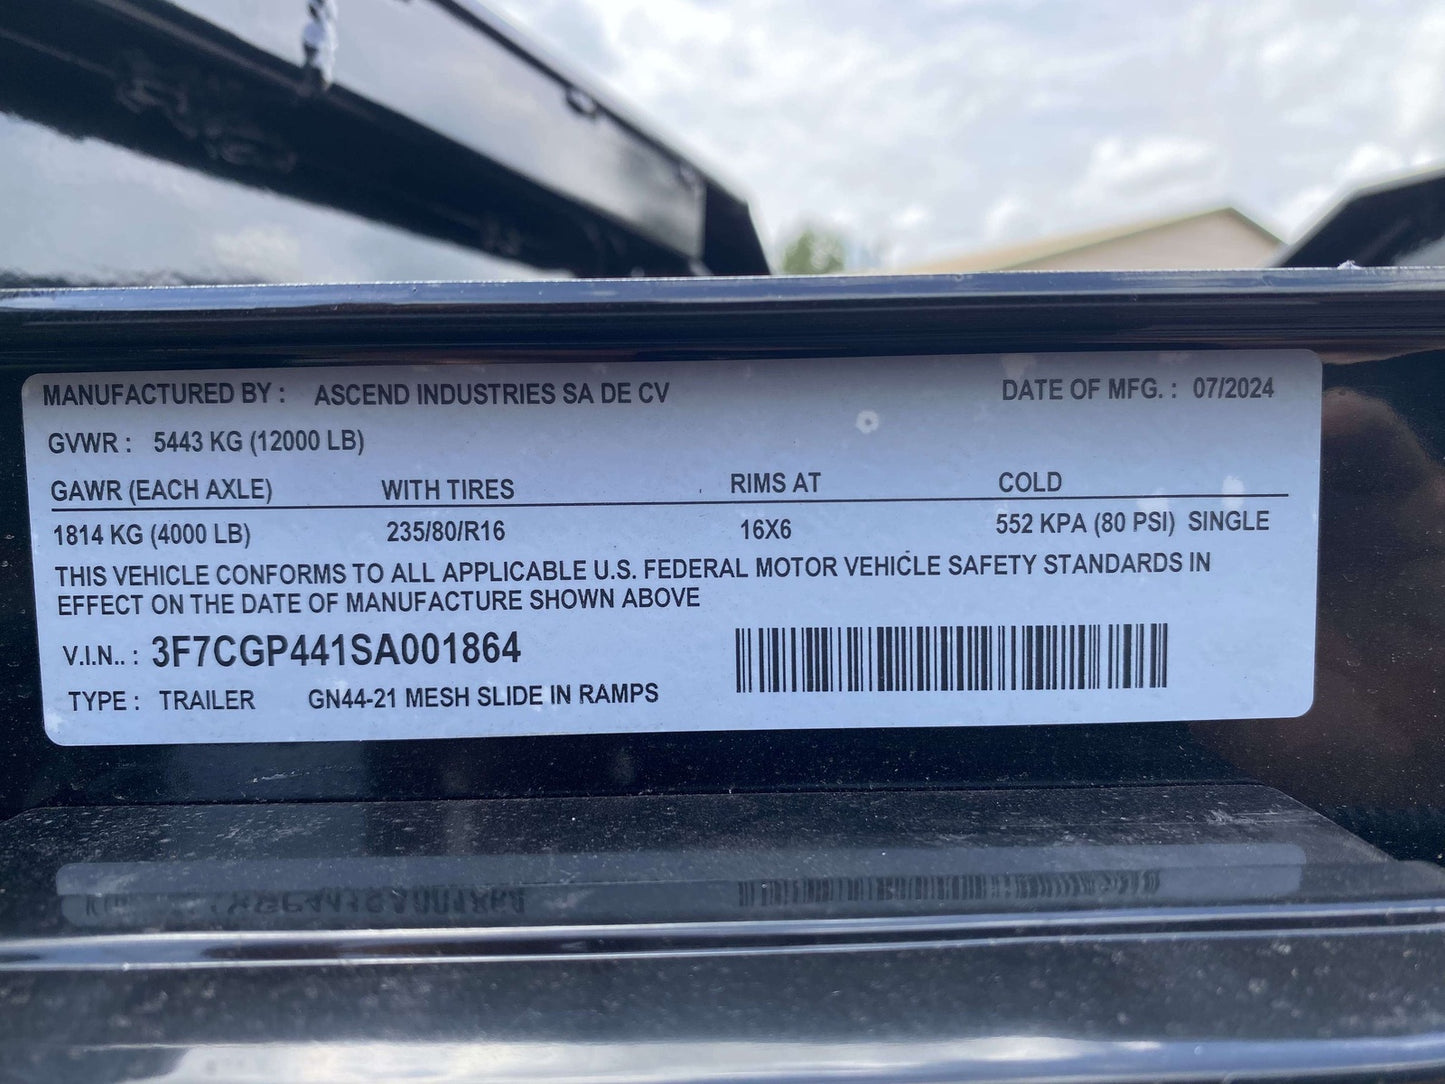 MANUFACTURED BY : ASCEND INDUSTRIES SA DE CV DATE OF MFG. : 07/2024
GVWR : 5443 KG (12000 LB)
GAWR (EACH AXLE) WITH TIRES RIMS AT COLD
1814 KG (4000 LB) 235/80/R16 16X6 552 KPA (80 PSI) SINGLE
THIS VEHICLE CONFORMS TO ALL APPLICABLE U.S. FEDERAL MOTOR VEHICLE SAFETY STANDARDS IN
EFFECT ON THE DATE OF MANUFACTURE SHOWN ABOVE
V.I.N.. : 3F7CGP441SA001864
TYPE : TRAILER GN44-21 MESH SLIDE IN RAMPS